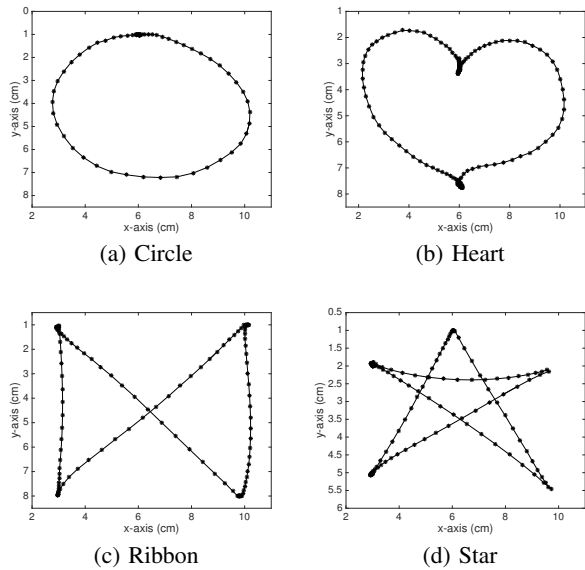 0
1
2
3
4
5
6
7
8
y-axis (cm)
2 4 6 8 10
x-axis (cm)
(a) Circle
1
2
3
4
5
6
7
8
y-axis (cm)
2 4 6 8 10
x-axis (cm)
(b) Heart
0
1
2
3
4
5
6
7
8
y-axis (cm)
2 4 6 8 10
x-axis (cm)
(c) Ribbon
0.5
1
1.5
2
2.5
3
3.5
4
4.5
5
5.5
6
y-axis (cm)
2 4 6 8 10
x-axis (cm)
(d) Star